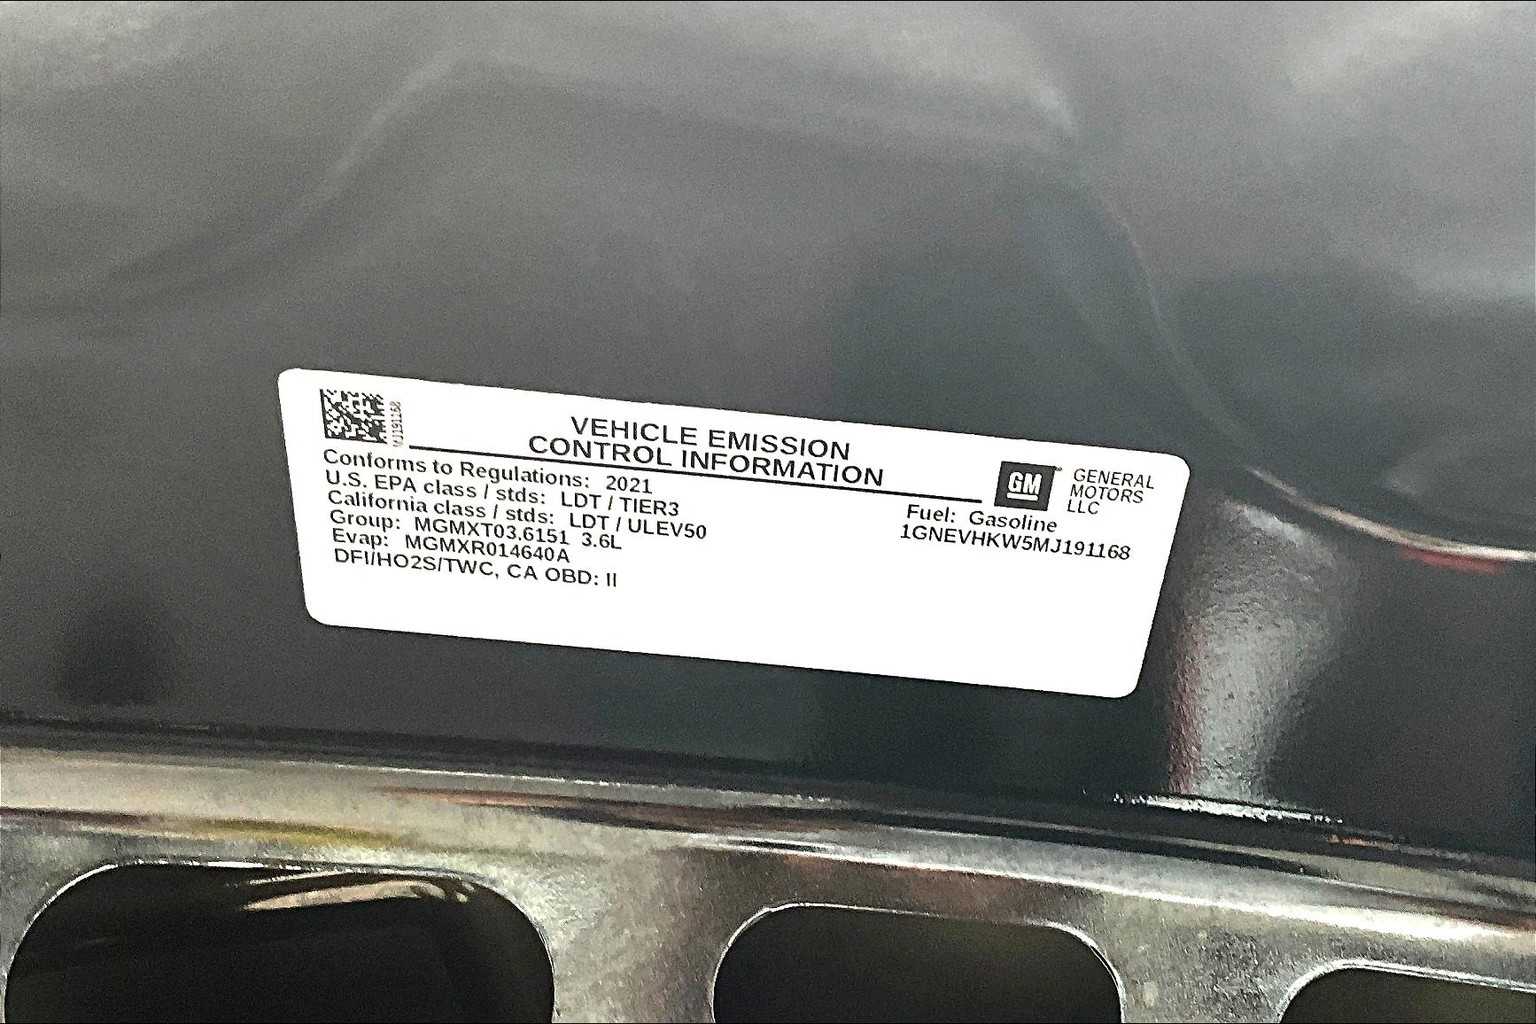 MJ191168
VEHICLE EMISSION
CONTROL INFORMATION
GM
GENERAL
MOTORS
LLC
Conforms to Regulations: 2021
U.S. EPA class / stds: LDT / TIER3
California class / stds: LDT / ULEV50
Group: MGMXT03.6151 3.6L
Evap: MGMXR014640A
DFI/HO2S/TWC, CA OBD: II
Fuel: Gasoline
1GNEVHKW5MJ191168